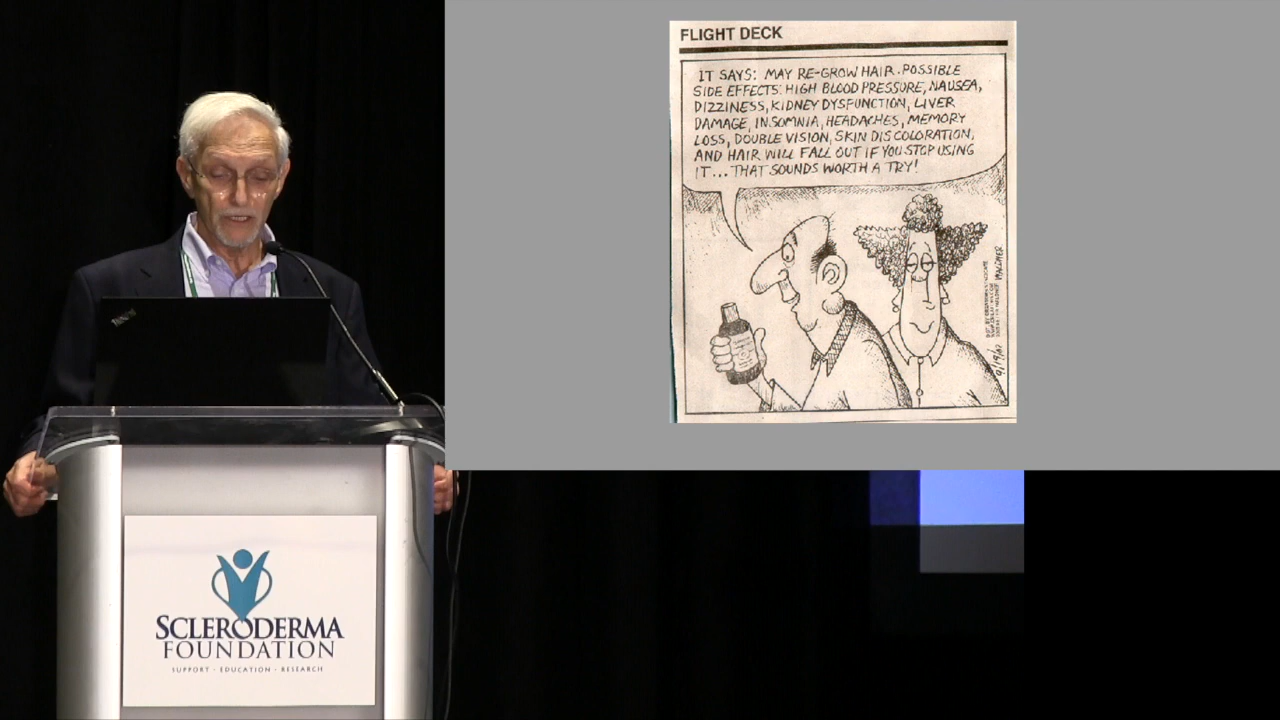 FLIGHT DECK
IT SAYS: MAY RE-GROW HAIR. POSSIBLE
SIDE EFFECTS: HIGH BLOOD PRESSURE, NAUSEA,
DIZZINESS, KIDNEY DYSFUNCTION, LIVER
DAMAGE, INSOMNIA, HEADACHES, MEMORY
LOSS, DOUBLE VISION, SKIN DISCOLORATION,
AND HAIR WILL FALL OUT IF YOU STOP USING
IT... THAT SOUNDS WORTH A TRY!
WALDNER
ThinkPad
SCLERODERMA
FOUNDATION
SUPPORT · EDUCATION · RESEARCH